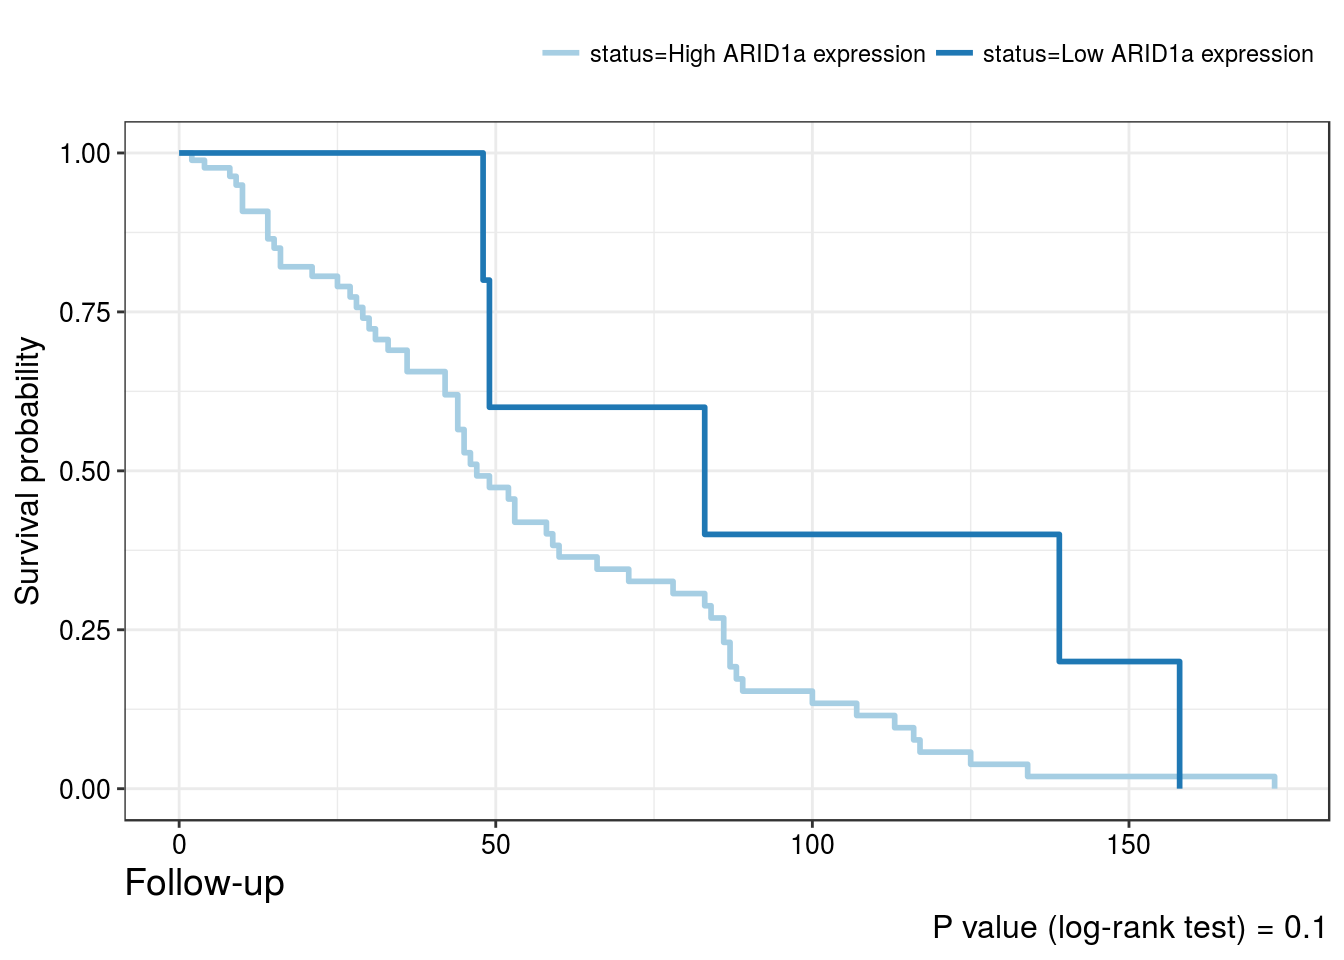 status=High ARID1a expression status=Low ARID1a expression
1.00
0.75
0.50
0.25
0.00
Survival probability
0 50 100 150
Follow-up
P value (log-rank test) = 0.1